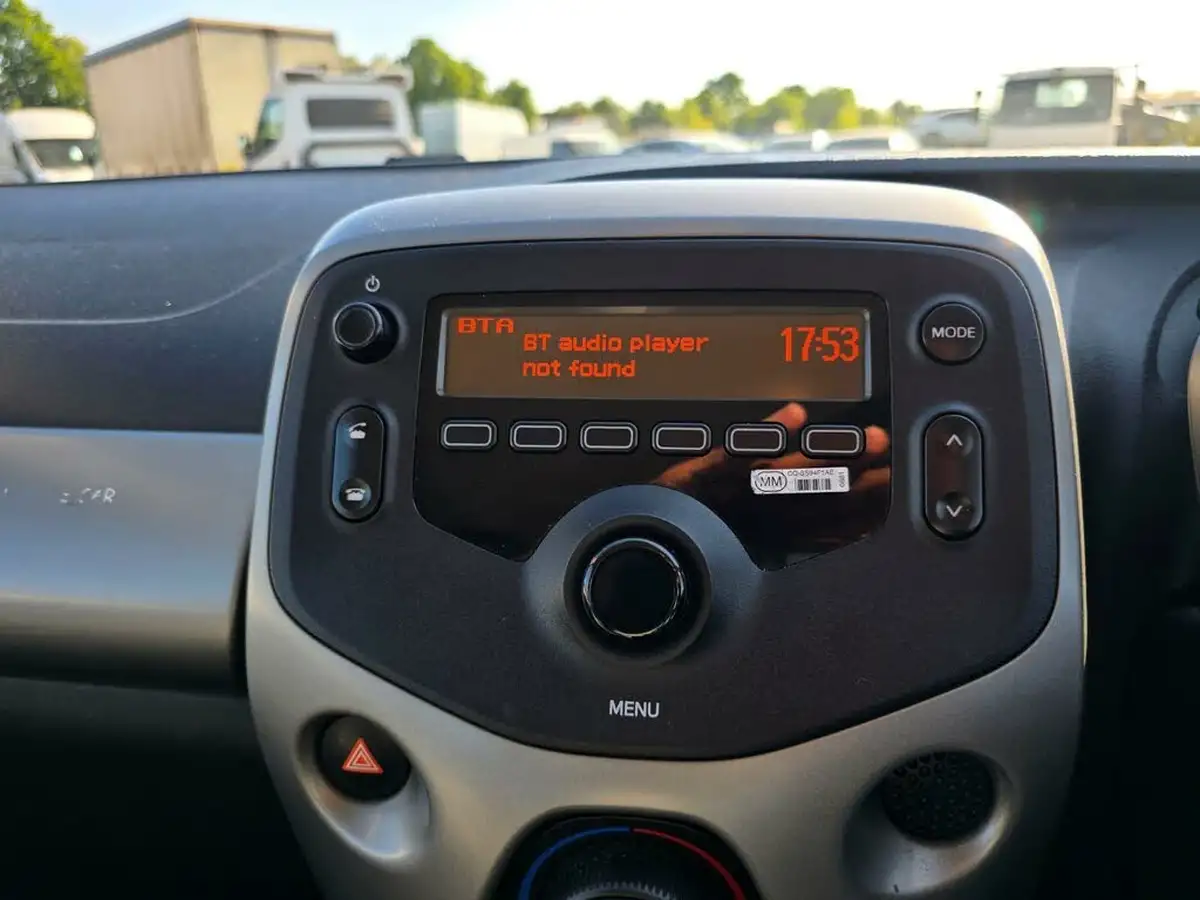 BTA
BT audio player
not found
17:53
MODE
MM
MENU